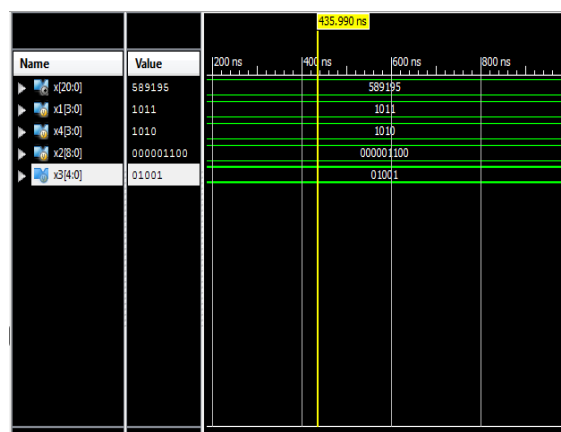 435.990 ns
Name Value 200 ns 400 ns 600 ns 800 ns
x[20:0] 589195 589195
x1[3:0] 1011 1011
x4[3:0] 1010 1010
x2[8:0] 000001100 000001100
x3[4:0] 01001 01001